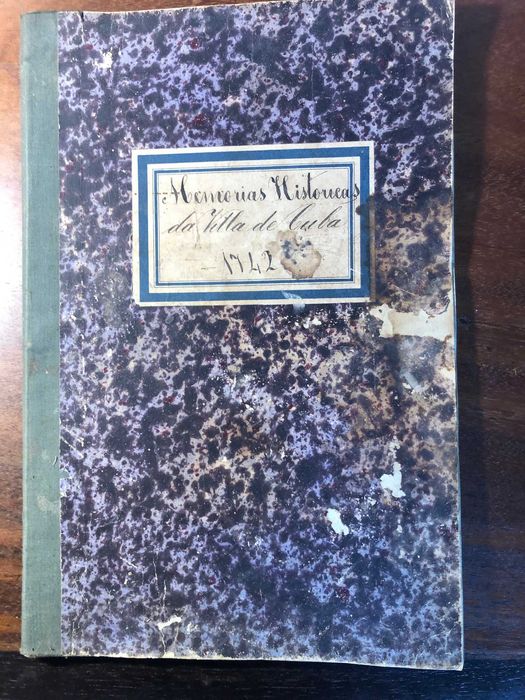 Memorias Historicas
da Villa de Cuba
- 1742